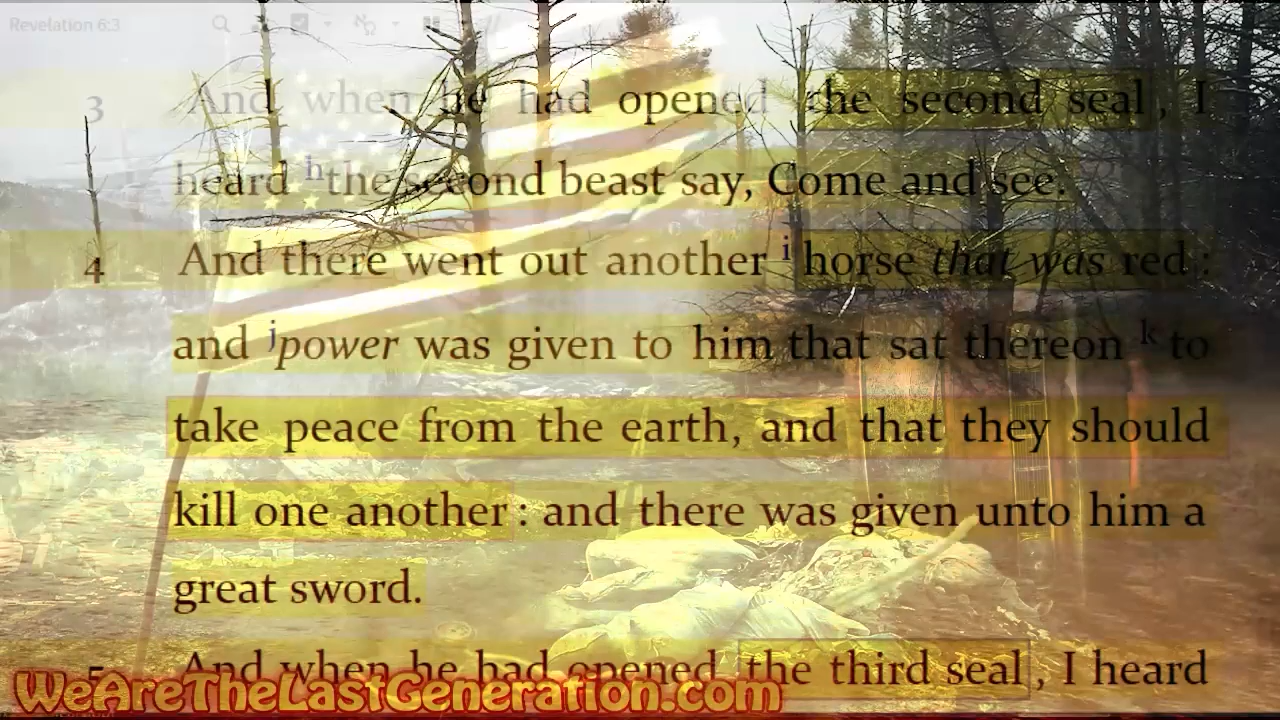 Revelation 6:3
3 And when he had opened the second seal, I
heard h the second beast say, Come and see.
4 And there went out another i horse that was red:
and j power was given to him that sat thereon k to
take peace from the earth, and that they should
kill one another: and there was given unto him a
great sword.
5 And when he had opened the third seal, I heard
WeAreTheLastGeneration.com